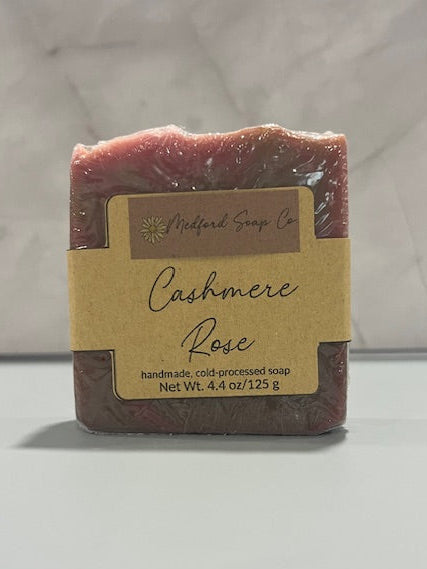 Medford Soap Co
Cashmere
Rose
handmade, cold-processed soap
Net Wt. 4.4 oz/125 g